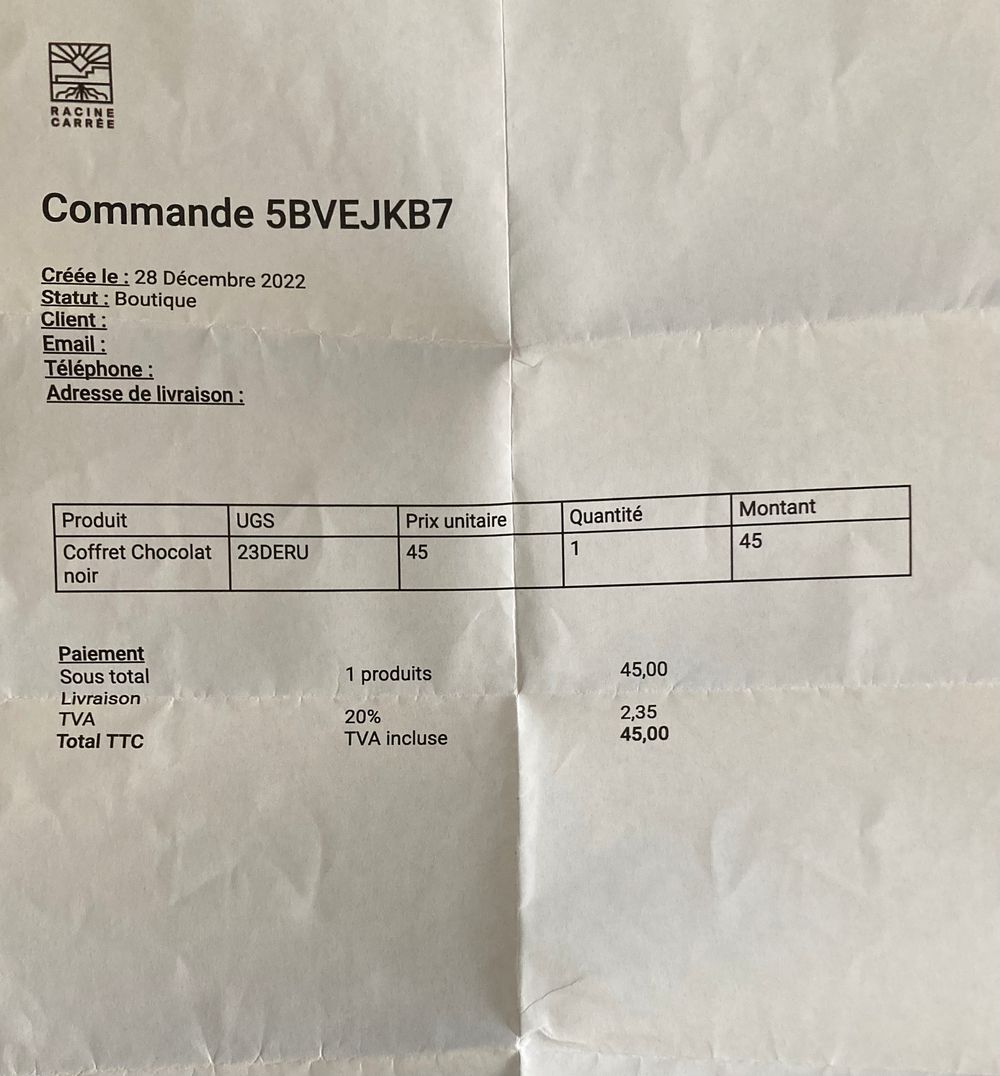 RACINE
CARRÉE
Commande 5BVEJKB7
Créée le : 28 Décembre 2022
Statut : Boutique
Client :
Email :
Téléphone :
Adresse de livraison :
Produit UGS Prix unitaire Quantité Montant
Coffret Chocolat 23DERU 45 1 45
noir
Paiement
Sous total 1 produits 45,00
Livraison
TVA 20% 2,35
Total TTC TVA incluse 45,00